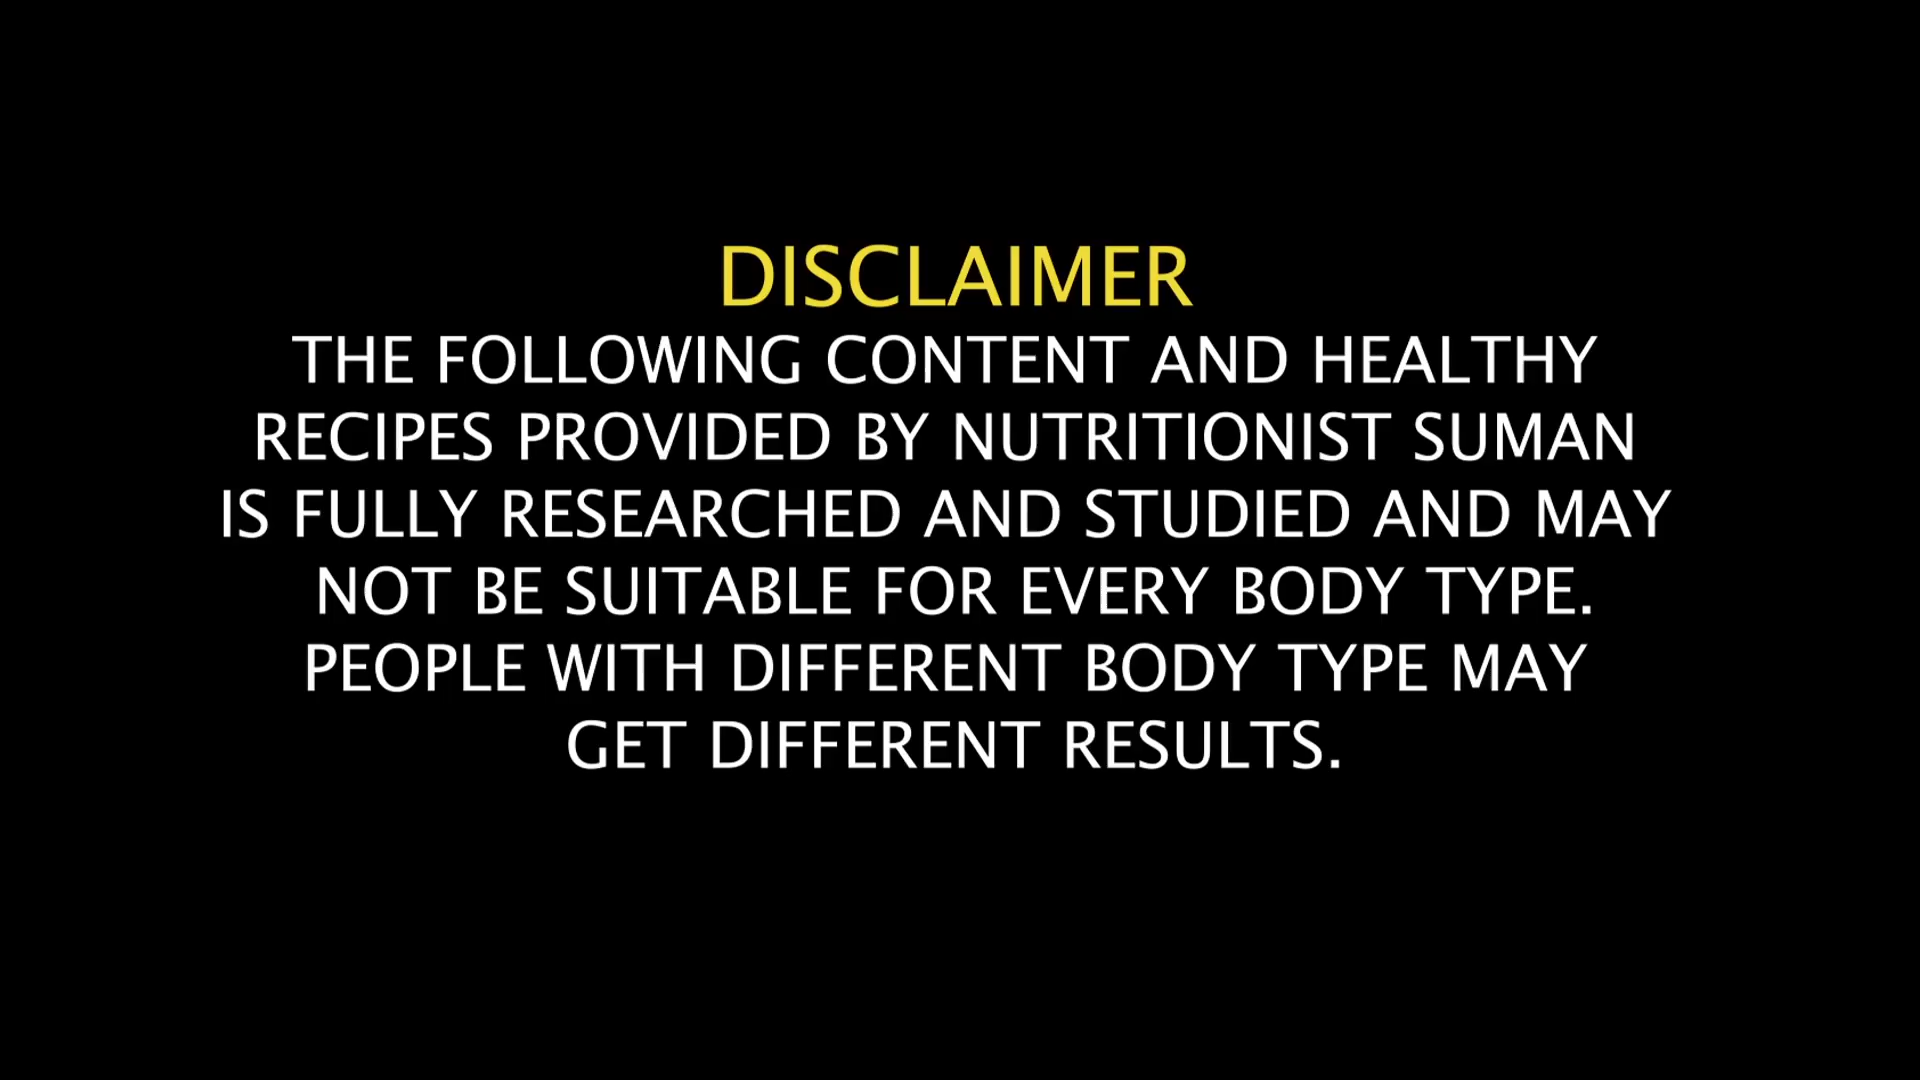 DISCLAIMER
THE FOLLOWING CONTENT AND HEALTHY
RECIPES PROVIDED BY NUTRITIONIST SUMAN
IS FULLY RESEARCHED AND STUDIED AND MAY
NOT BE SUITABLE FOR EVERY BODY TYPE.
PEOPLE WITH DIFFERENT BODY TYPE MAY
GET DIFFERENT RESULTS.